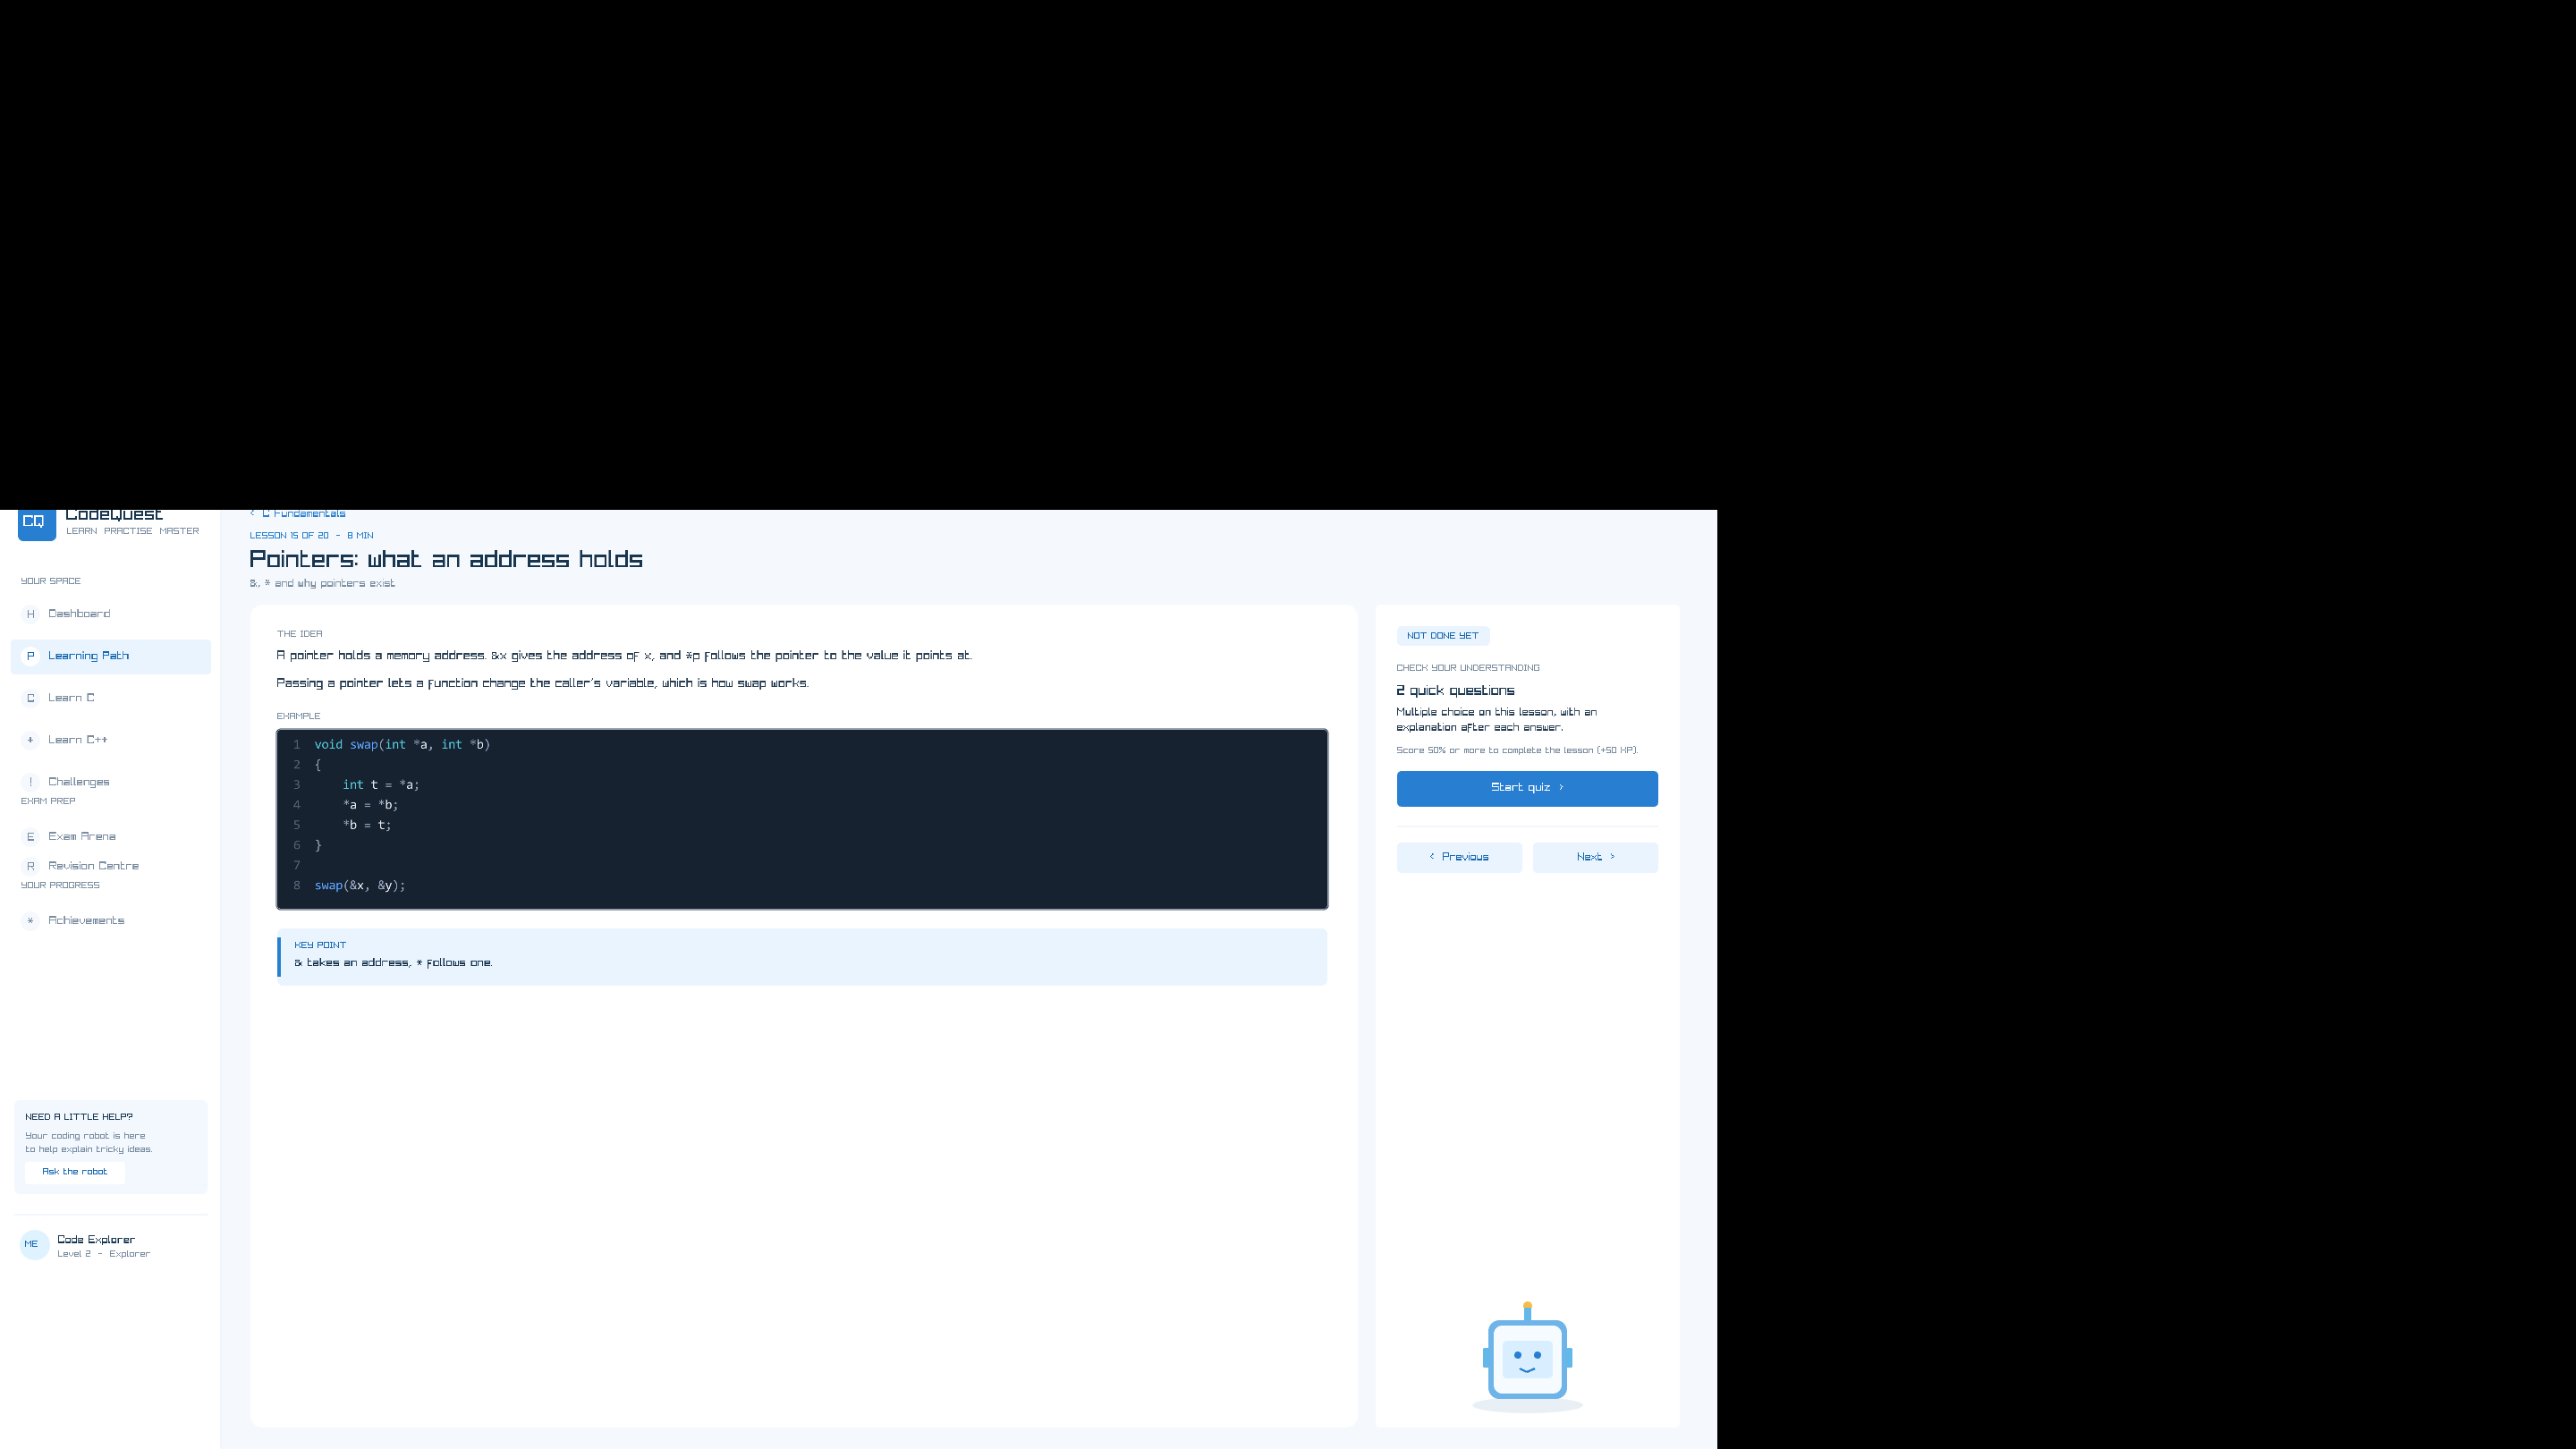 CQ
CodeQuest
LEARN PRACTISE MASTER
YOUR SPACE
H Dashboard
P Learning Path
C Learn C
+ Learn C++
! Challenges
EXAM PREP
E Exam Arena
R Revision Centre
YOUR PROGRESS
* Achievements
NEED A LITTLE HELP?
Your coding robot is here
to help explain tricky ideas.
Ask the robot
ME
Code Explorer
Level 2 - Explorer
‹ C Fundamentals
LESSON 15 OF 20 - 8 MIN
Pointers: what an address holds
&, * and why pointers exist
THE IDEA
A pointer holds a memory address. &x gives the address of x, and *p follows the pointer to the value it points at.
Passing a pointer lets a function change the caller's variable, which is how swap works.
EXAMPLE
1 void swap(int *a, int *b)
2 {
3     int t = *a;
4     *a = *b;
5     *b = t;
6 }
7
8 swap(&x, &y);
KEY POINT
& takes an address, * follows one.
NOT DONE YET
CHECK YOUR UNDERSTANDING
2 quick questions
Multiple choice on this lesson, with an
explanation after each answer.
Score 50% or more to complete the lesson (+50 XP).
Start quiz ›
‹ Previous
Next ›